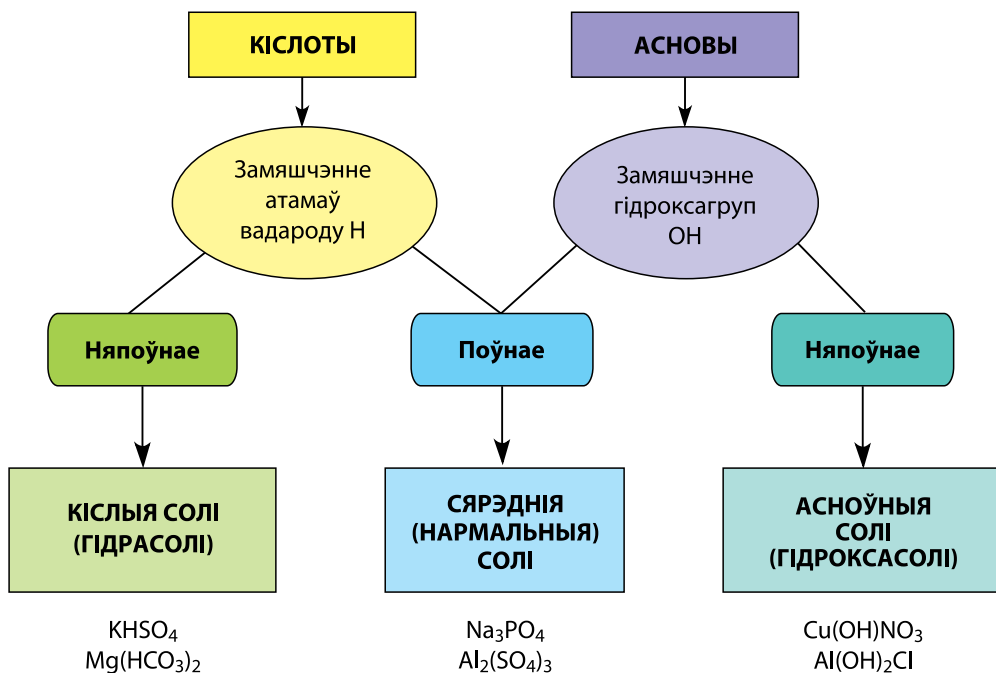 КІСЛОТЫ
АСНОВЫ
Замяшчэнне
атамаў
вадароду Н
Замяшчэнне
гідроксагруп
ОН
Няпоўнае
Поўнае
Няпоўнае
КІСЛЫЯ СОЛІ
(ГІДРАСОЛІ)
СЯРЭДНІЯ
(НАРМАЛЬНЫЯ)
СОЛІ
АСНОЎНЫЯ
СОЛІ
(ГІДРОКСАСОЛІ)
KHSO₄
Mg(HCO₃)₂
Na₃PO₄
Al₂(SO₄)₃
Cu(OH)NO₃
Al(OH)₂Cl